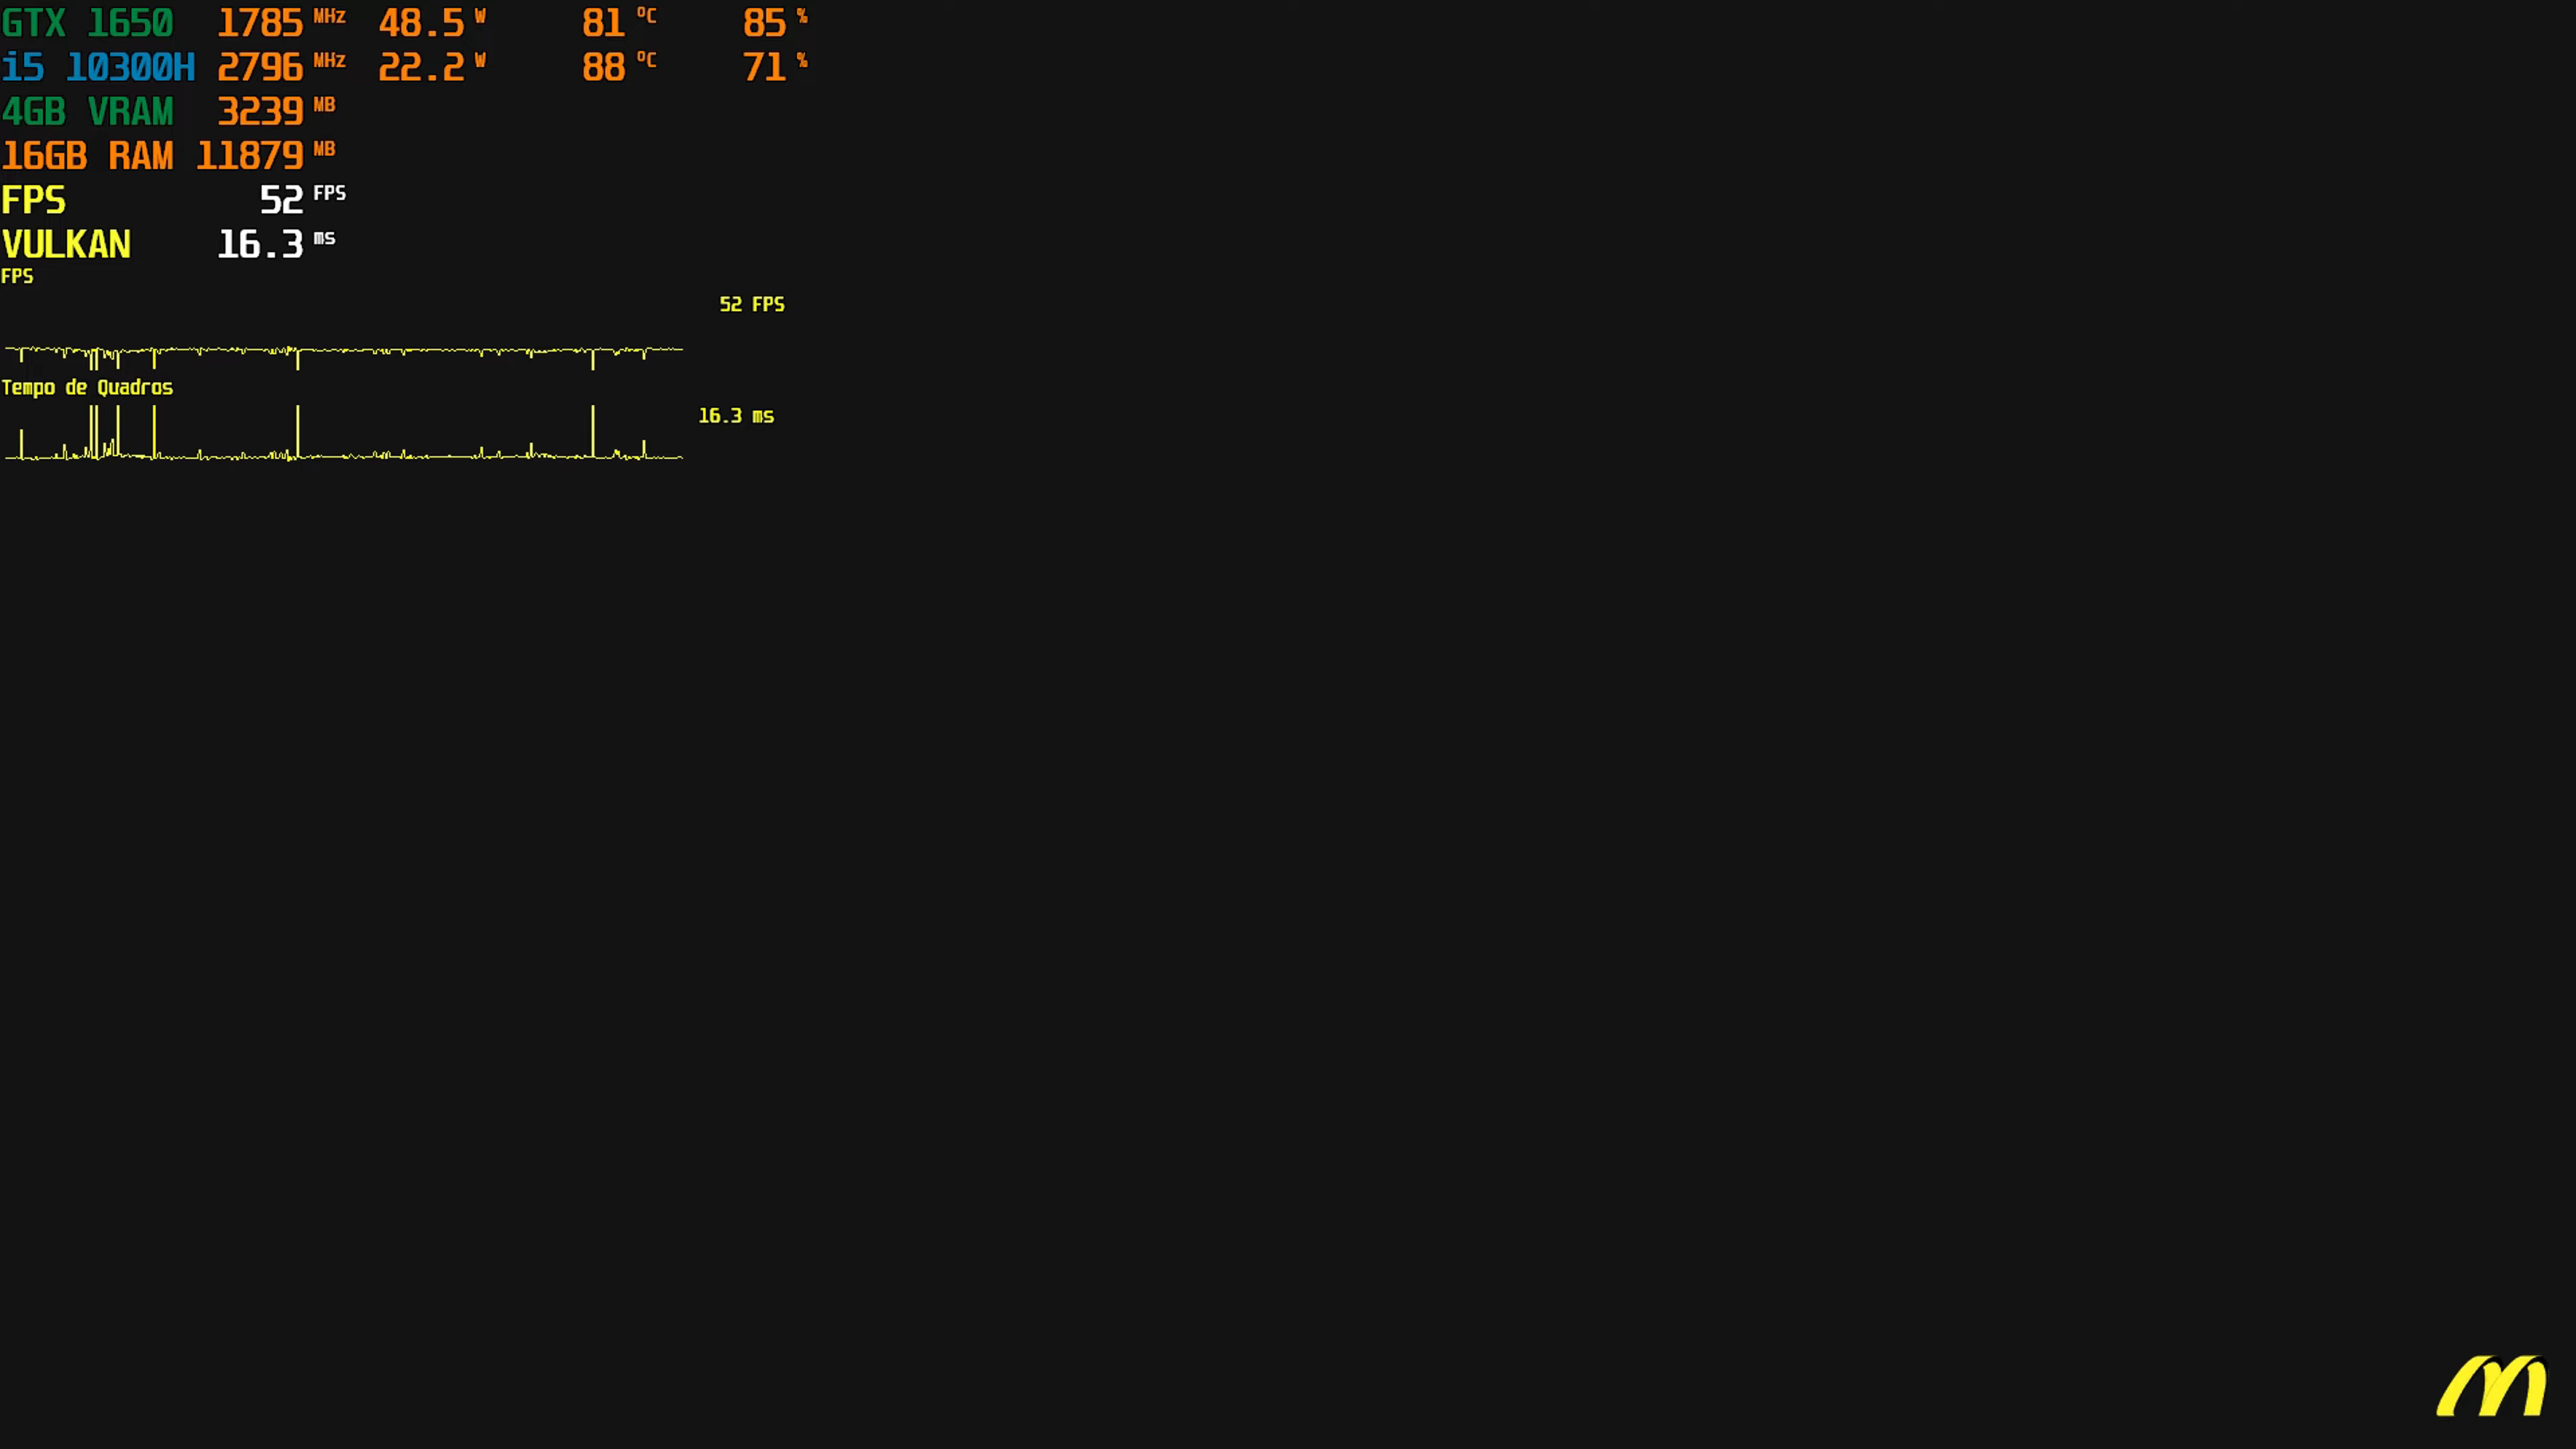 GTX 1650 1785 MHz 48.5 W 81 °C 85 %
i5 10300H 2796 MHz 22.2 W 88 °C 71 %
4GB VRAM 3239 MB
16GB RAM 11879 MB
FPS 52 FPS
VULKAN 16.3 ms
FPS
52 FPS
Tempo de Quadros
16.3 ms